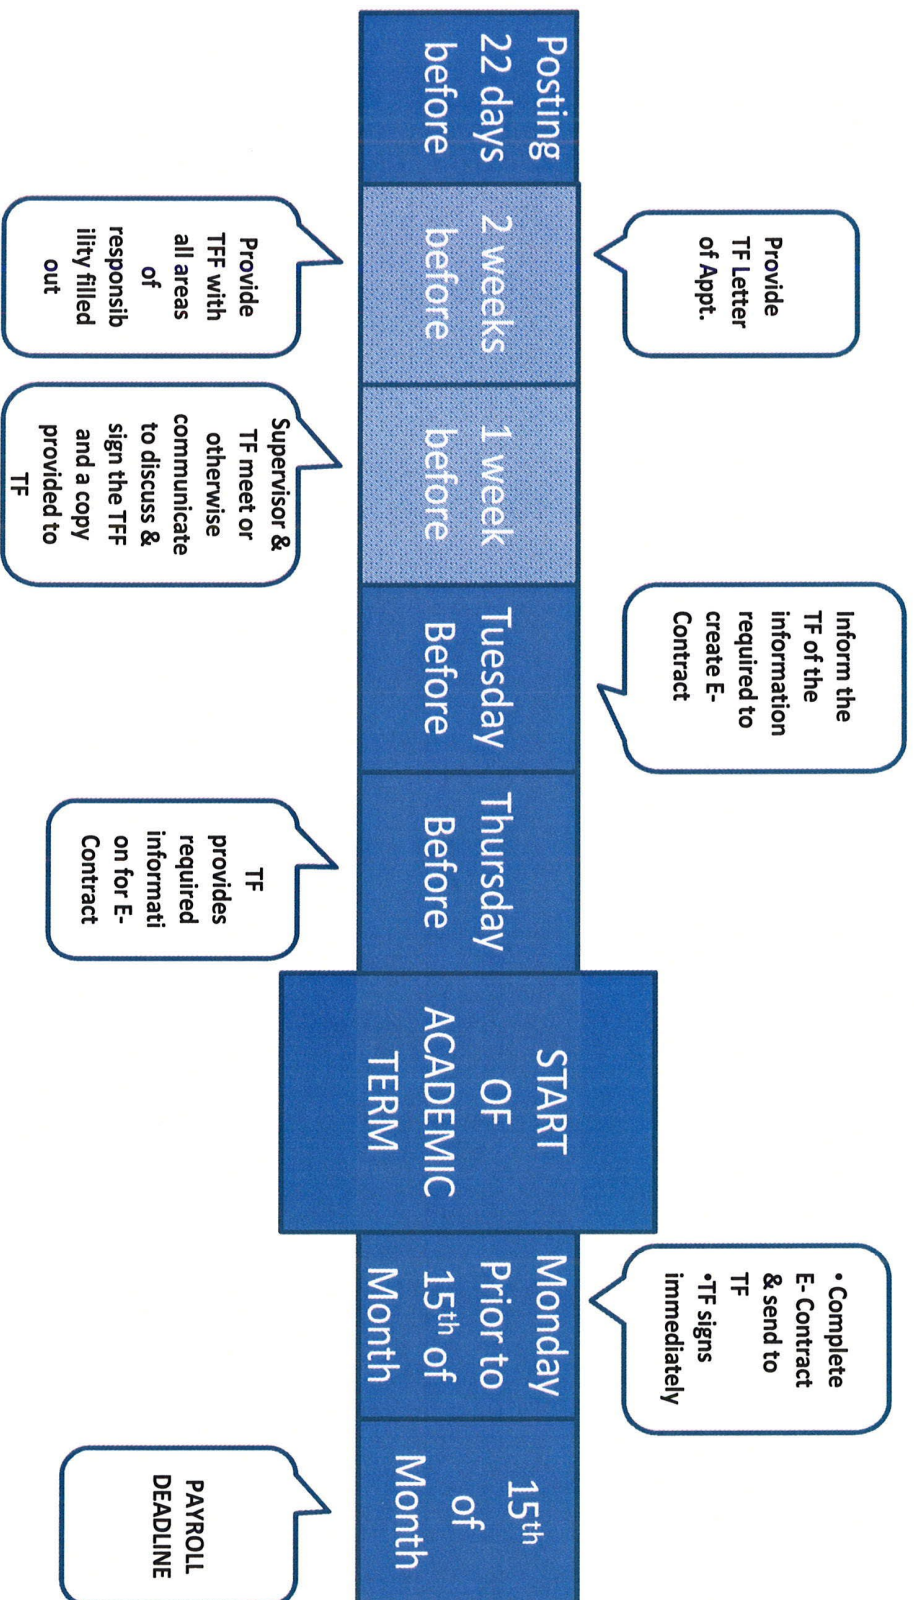 Provide
TF Letter
of Appt.
Inform the
TF of the
information
required to
create E-
Contract
• Complete
E- Contract
& send to
TF
•TF signs
immediately
Posting
22 days
before
2 weeks
before
1 week
before
Tuesday
Before
Thursday
Before
START
OF
ACADEMIC
TERM
Monday
Prior to
15th of
Month
15th
of
Month
Provide
TFF with
all areas
of
responsib
ility filled
out
Supervisor &
TF meet or
otherwise
communicate
to discuss &
sign the TFF
and a copy
provided to
TF
TF
provides
required
informati
on for E-
Contract
PAYROLL
DEADLINE